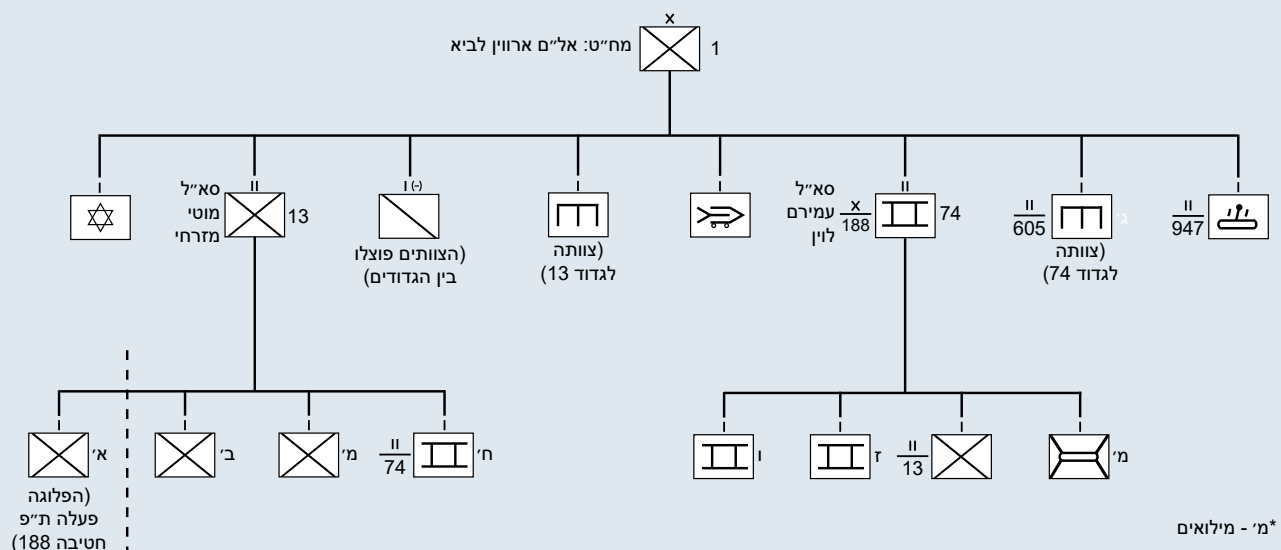 X
מח״ט: אל״ם ארווין לביא
1
II
947
ג׳
II
605
(צוותה
לגדוד 74)
II
74
X
188
סא״ל
עמירם
לוין
(צוותה
לגדוד 13)
I (-)
(הצוותים פוצלו
בין הגדודים)
II
13
סא״ל
מוטי
מזרחי
מ׳
II
13
ז
ו
ח׳
II
74
מ׳
ב׳
א׳
(הפלוגה
פעלה ת״פ
חטיבה 188)
*מ׳ - מילואים